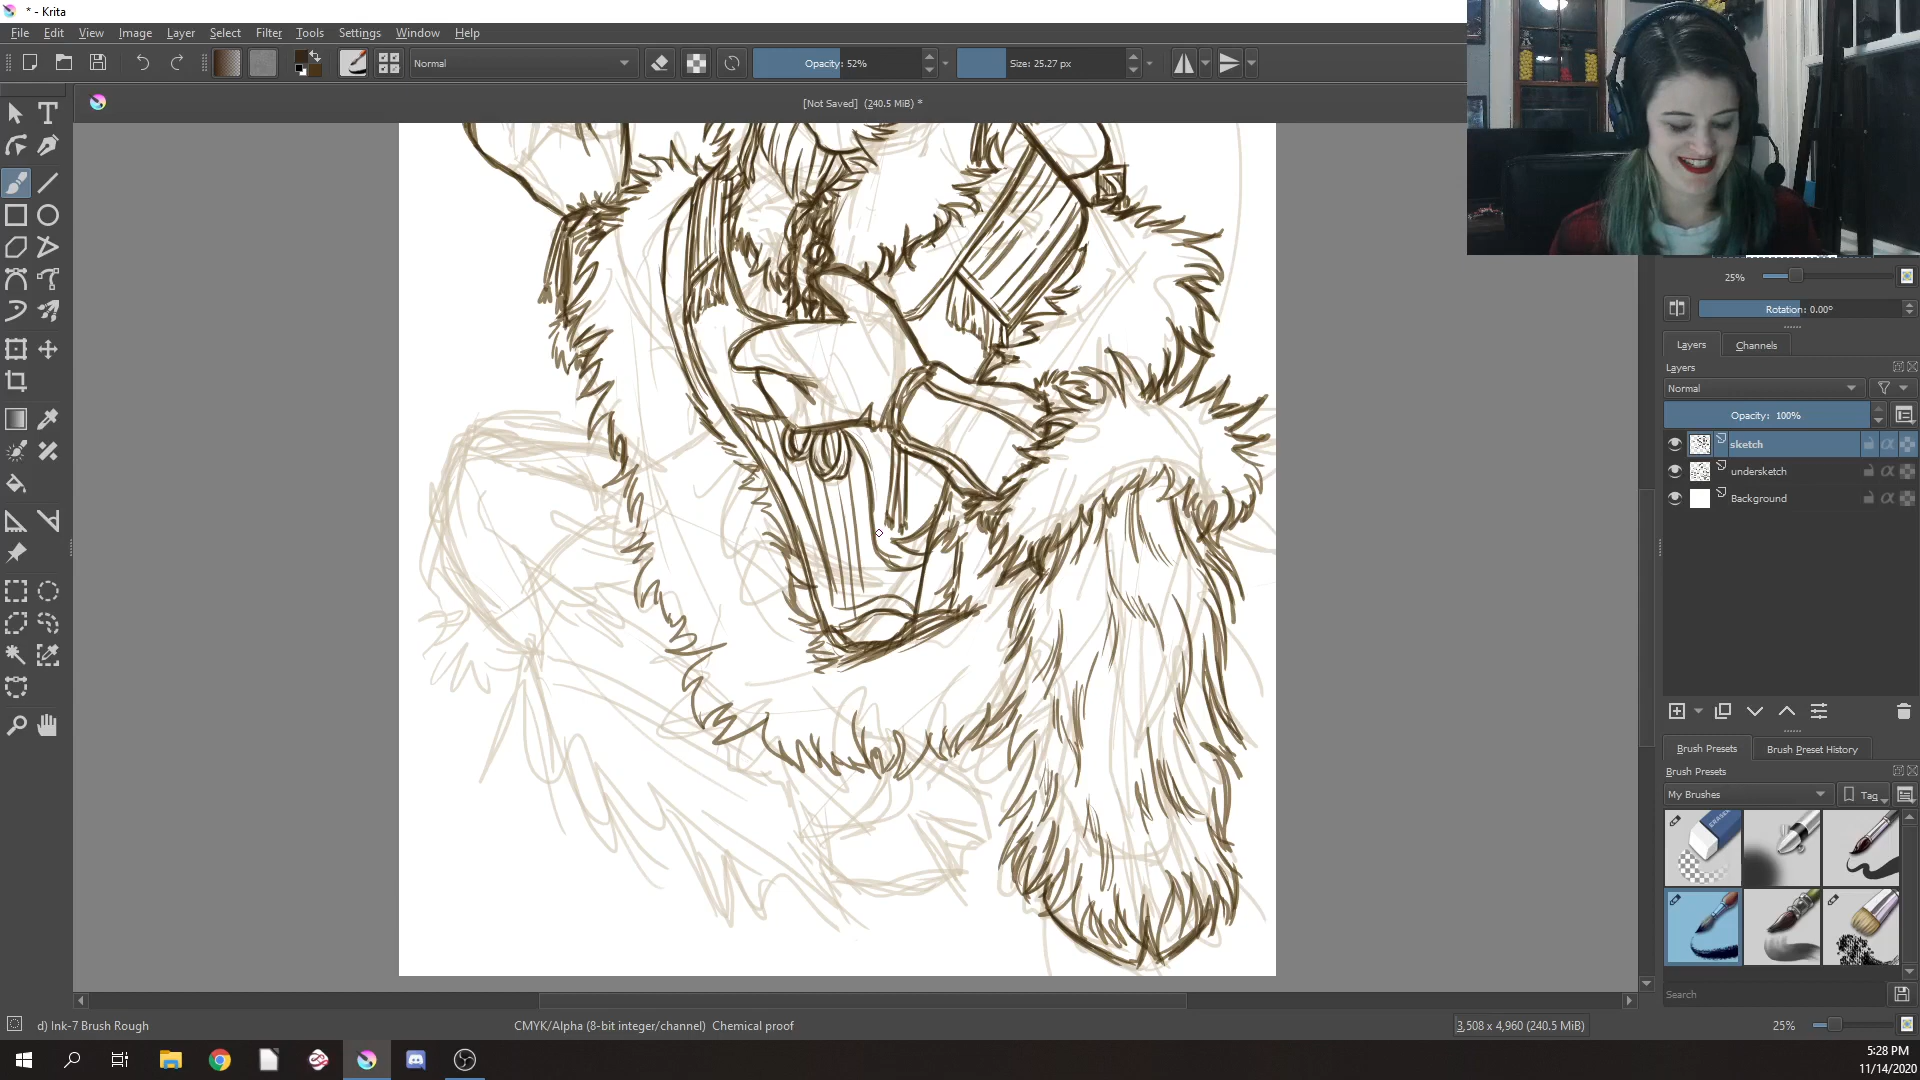 * - Krita
File Edit View Image Layer Select Filter Tools Settings Window Help
Normal Opacity: 52% Size: 25.27 px
[Not Saved] (240.5 MiB) *
25%
Rotation: 0.00°
Layers Channels
Layers
Normal
Opacity: 100%
sketch
undersketch
Background
Brush Presets Brush Preset History
Brush Presets
My Brushes Tag
ERASER
Search
d) Ink-7 Brush Rough CMYK/Alpha (8-bit integer/channel) Chemical proof 3,508 x 4,960 (240.5 MiB) 25%
5:28 PM
11/14/2020